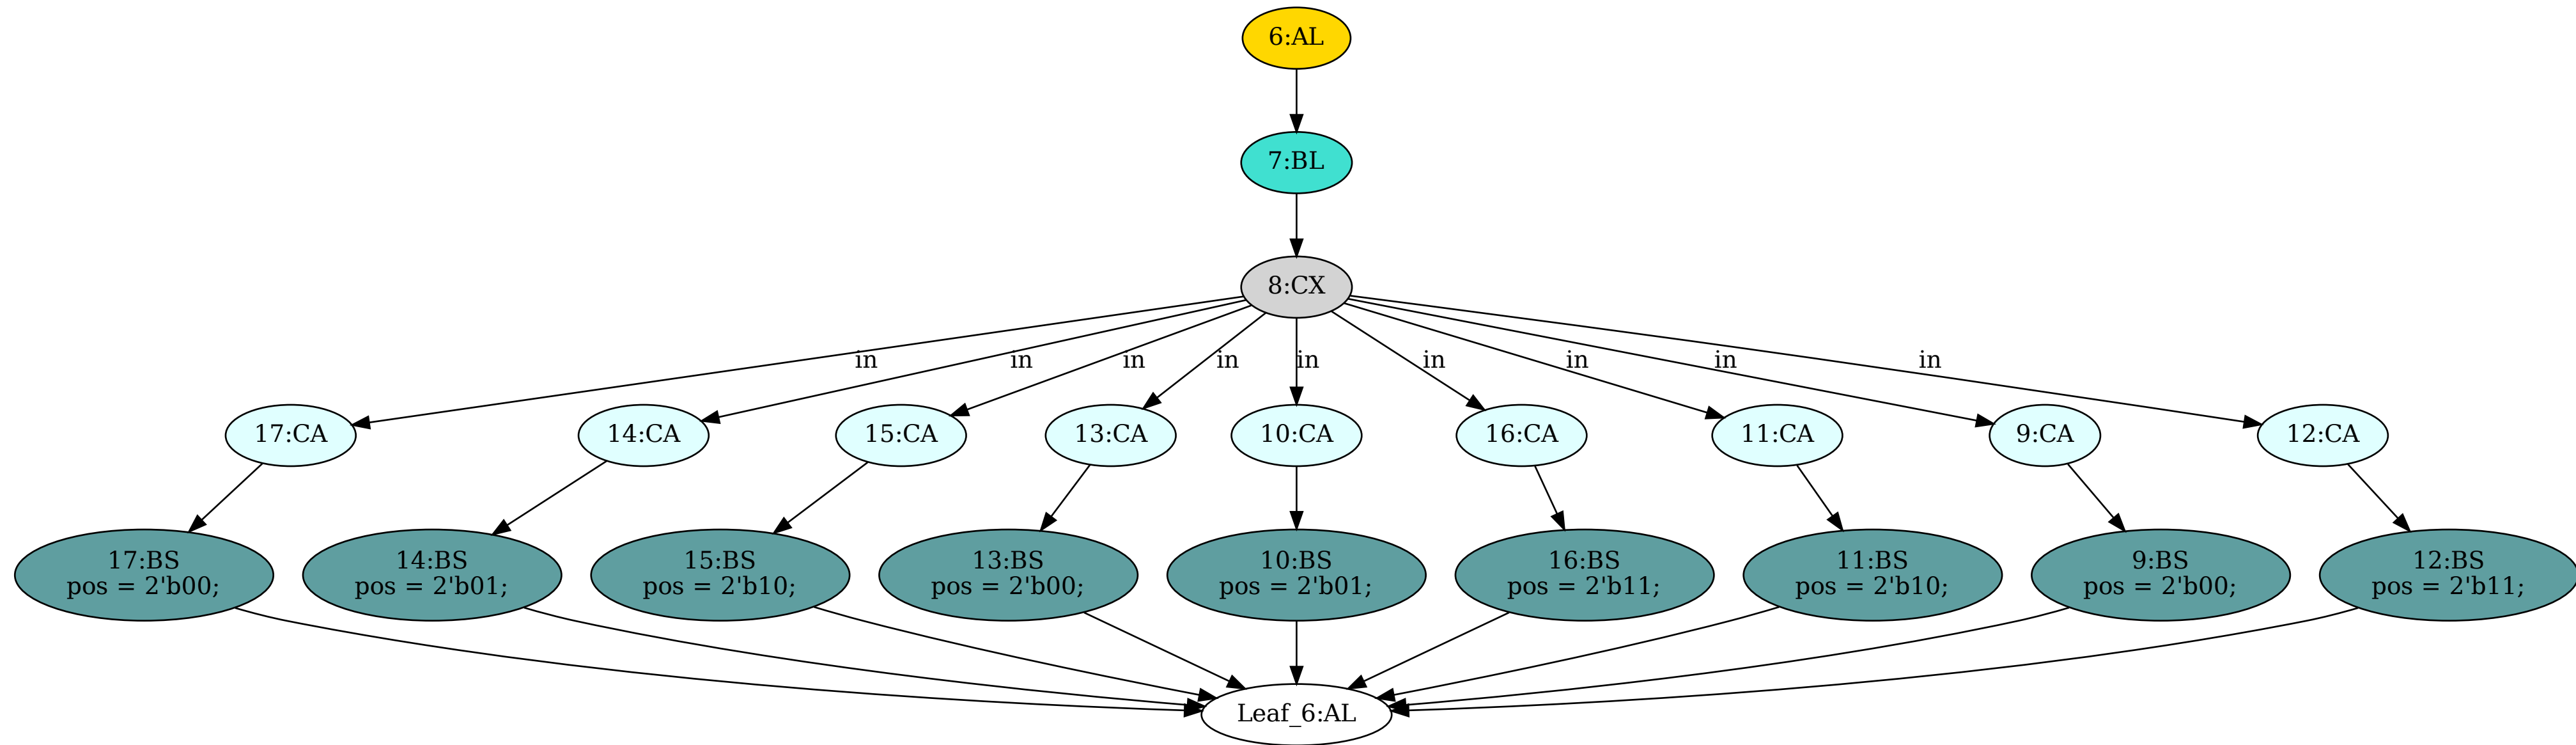 6:AL
7:BL
8:CX
in in in in in in in in in
17:CA 14:CA 15:CA 13:CA 10:CA 16:CA 11:CA 9:CA 12:CA
17:BS 14:BS 15:BS 13:BS 10:BS 16:BS 11:BS 9:BS 12:BS
pos = 2'b00; pos = 2'b01; pos = 2'b10; pos = 2'b00; pos = 2'b01; pos = 2'b11; pos = 2'b10; pos = 2'b00; pos = 2'b11;
Leaf_6:AL